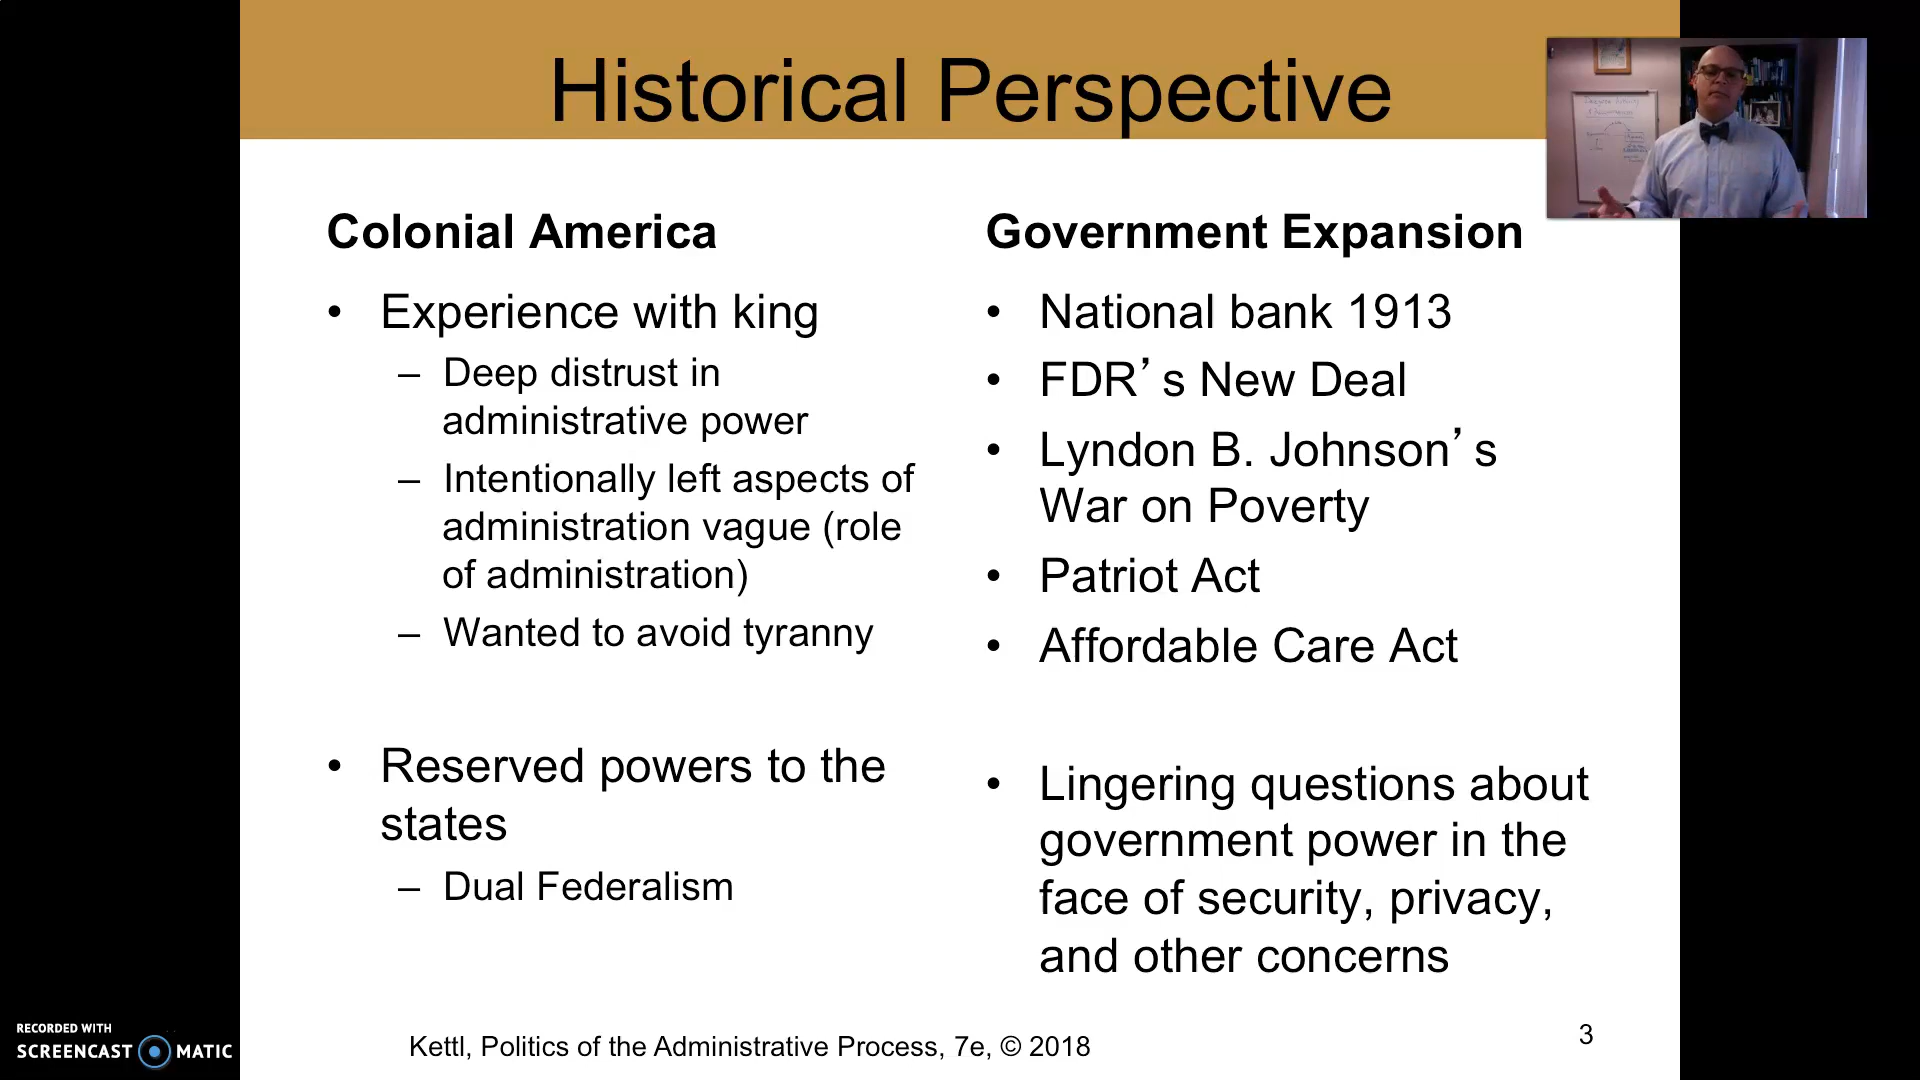 Historical Perspective
Colonial America
• Experience with king
– Deep distrust in
administrative power
– Intentionally left aspects of
administration vague (role
of administration)
– Wanted to avoid tyranny
• Reserved powers to the
states
– Dual Federalism
Government Expansion
• National bank 1913
• FDR’s New Deal
• Lyndon B. Johnson’s
War on Poverty
• Patriot Act
• Affordable Care Act
• Lingering questions about
government power in the
face of security, privacy,
and other concerns
Kettl, Politics of the Administrative Process, 7e, © 2018
3
RECORDED WITH
SCREENCAST MATIC